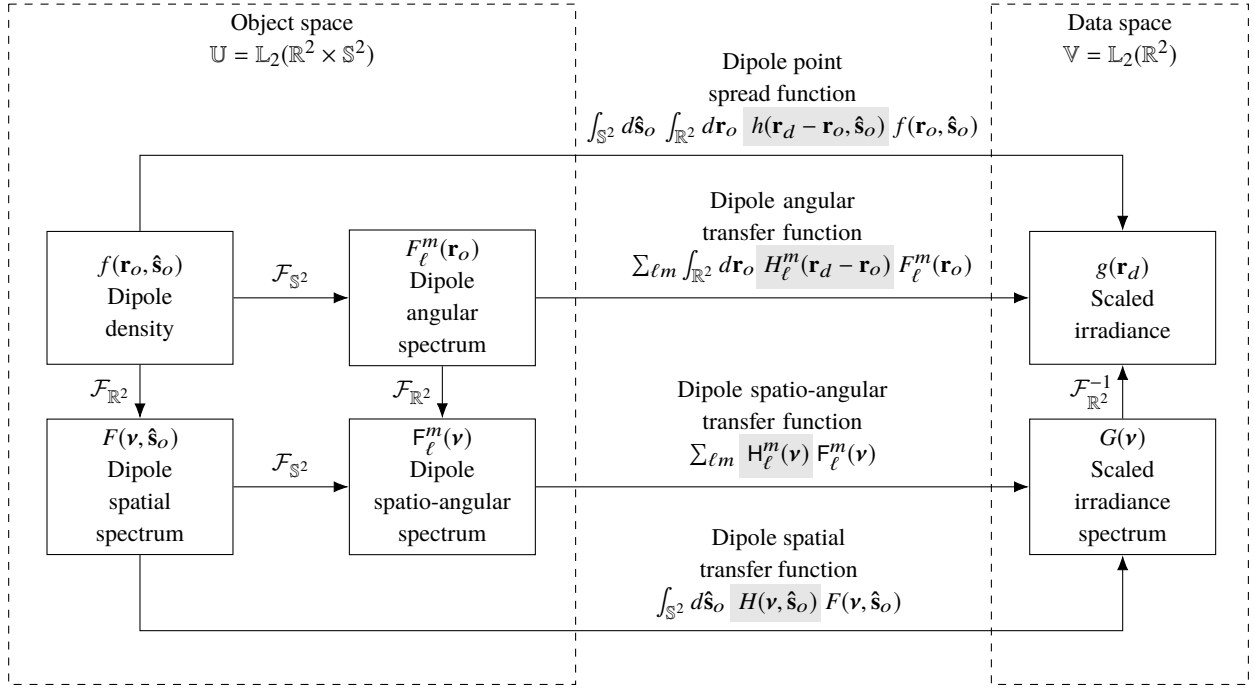 Object space
𝕌 = 𝕃₂(ℝ² × 𝕊²)
Data space
𝕍 = 𝕃₂(ℝ²)
Dipole point
spread function
∫_{𝕊²} dŝ_o ∫_{ℝ²} d𝐫_o h(𝐫_d − 𝐫_o, ŝ_o) f(𝐫_o, ŝ_o)
f(𝐫_o, ŝ_o)
Dipole
density
ℱ_{𝕊²}
F_ℓ^m(𝐫_o)
Dipole
angular
spectrum
Dipole angular
transfer function
∑_{ℓm} ∫_{ℝ²} d𝐫_o H_ℓ^m(𝐫_d − 𝐫_o) F_ℓ^m(𝐫_o)
g(𝐫_d)
Scaled
irradiance
ℱ_{ℝ²}
ℱ_{ℝ²}
ℱ_{ℝ²}^{−1}
F(𝝂, ŝ_o)
Dipole
spatial
spectrum
ℱ_{𝕊²}
𝖥_ℓ^m(𝝂)
Dipole
spatio-angular
spectrum
Dipole spatio-angular
transfer function
∑_{ℓm} 𝖧_ℓ^m(𝝂) 𝖥_ℓ^m(𝝂)
G(𝝂)
Scaled
irradiance
spectrum
Dipole spatial
transfer function
∫_{𝕊²} dŝ_o H(𝝂, ŝ_o) F(𝝂, ŝ_o)